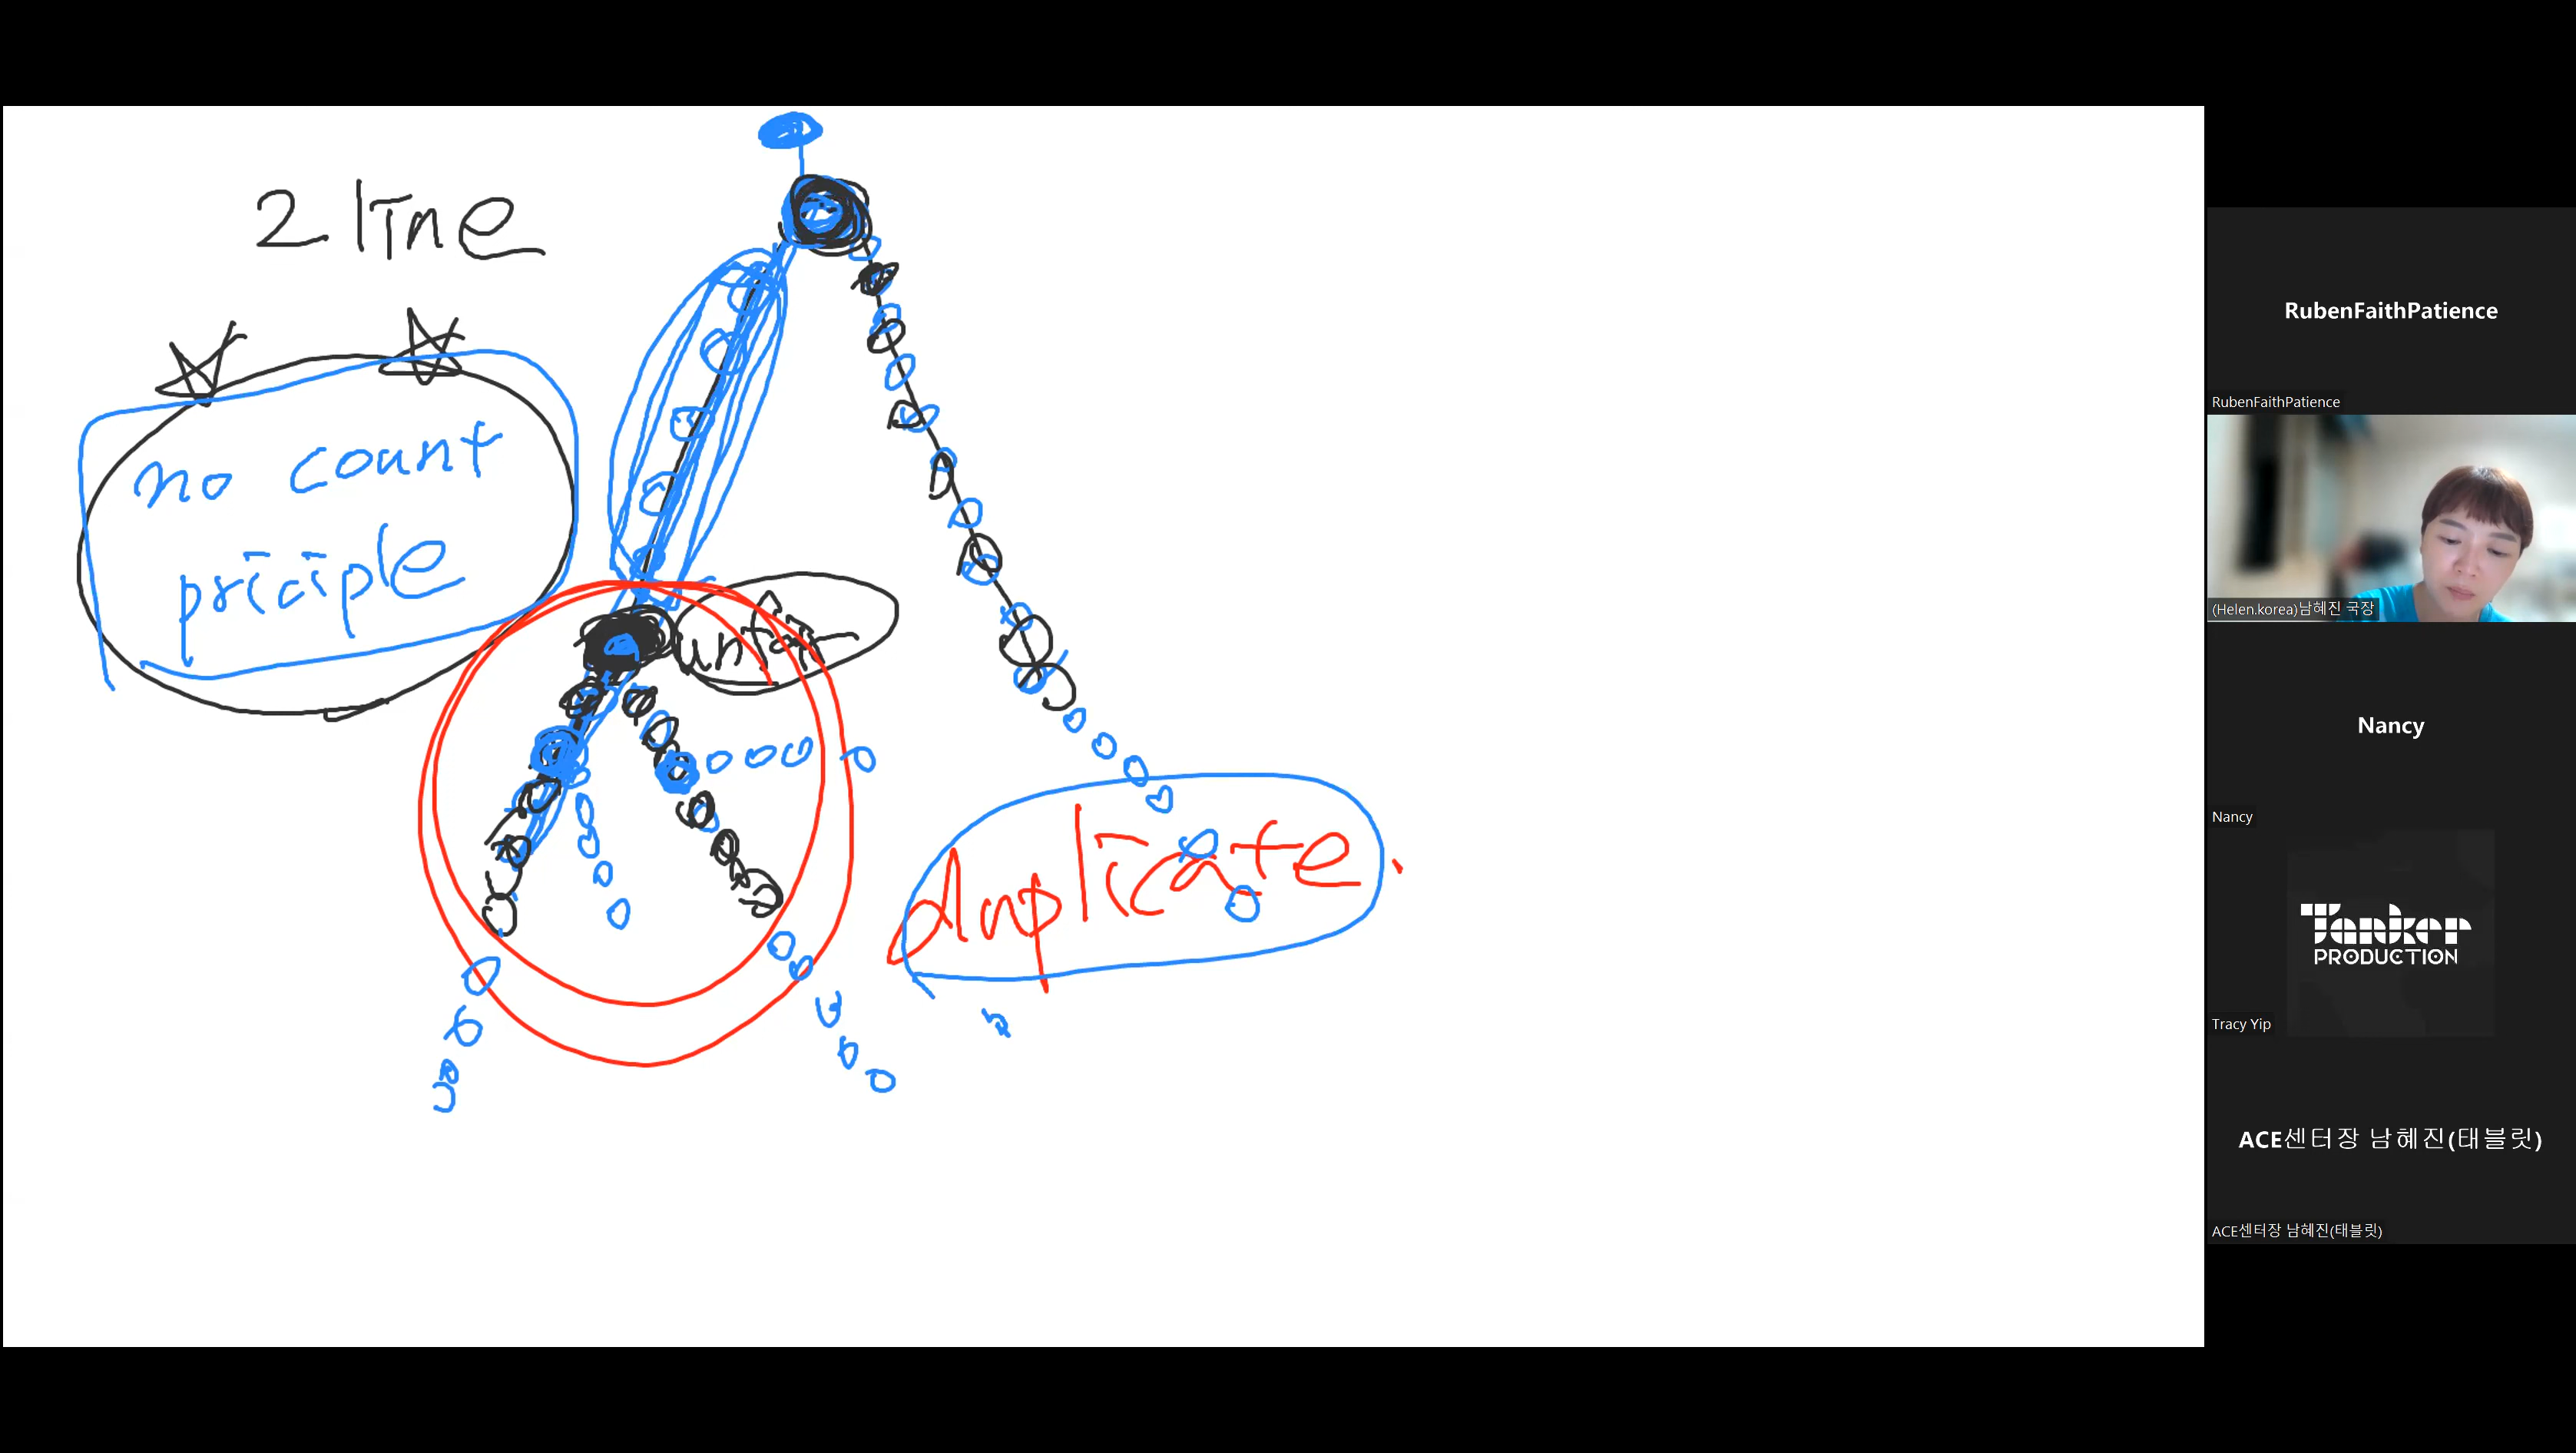 2 line
no count
priciple
unfair
duplicate.
RubenFaithPatience
RubenFaithPatience
(Helen.korea)남혜진 국장
Nancy
Nancy
Tanker
PRODUCTION
Tracy Yip
ACE센터장 남혜진(태블릿)
ACE센터장 남혜진(태블릿)